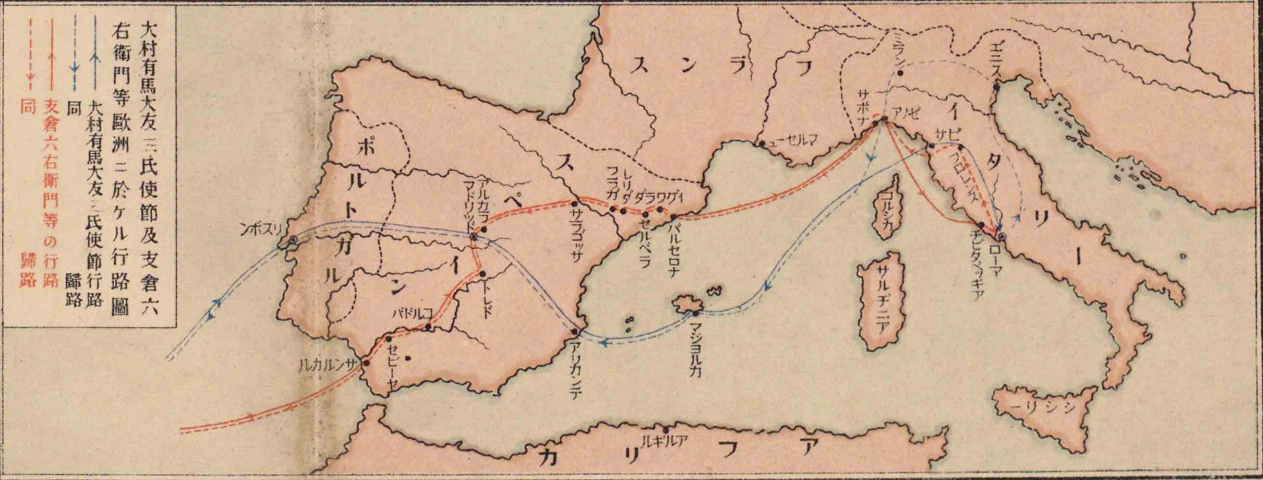 大村有馬大友三氏使節及支倉六
右衛門等歐洲ニ於ケル行路圖
大村有馬大友三氏使節行路
同 歸路
支倉六右衛門等の行路
同 歸路
フランス
イタリー
スペイン
ポルトガル
アフリカ
ミラン
ヱニス
サボナ
ゼノア
ピサ
フロレンス
チビタベッキア
ローマ
マルセーユ
コルシカ
サルヂニア
シシリー
イグワラダ
レリダ
フラガ
セルベラ
バルセロナ
サラゴッサ
アルカラ
マドリッド
トレド
コルドバ
セビーヤ
サンルカル
リスボン
アリカンテ
マジョルカ
アルギル